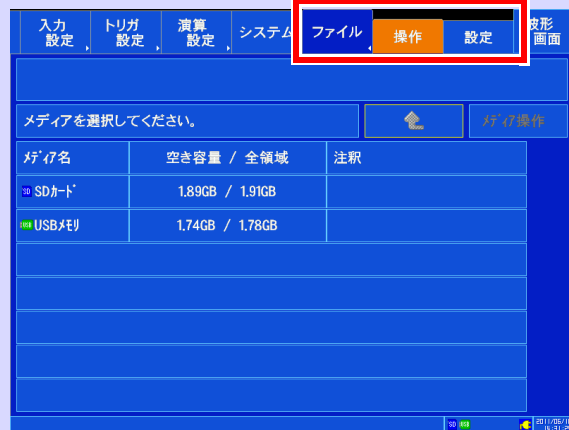 入力
設定
トリガ
設定
演算
設定
システム
ファイル
操作
設定
波形
画面
メディアを選択してください。
ﾒﾃﾞｨｱ操作
ﾒﾃﾞｨｱ名
空き容量 / 全領域
注釈
SD SDｶｰﾄﾞ
1.89GB / 1.91GB
USB USBﾒﾓﾘ
1.74GB / 1.78GB
SD USB